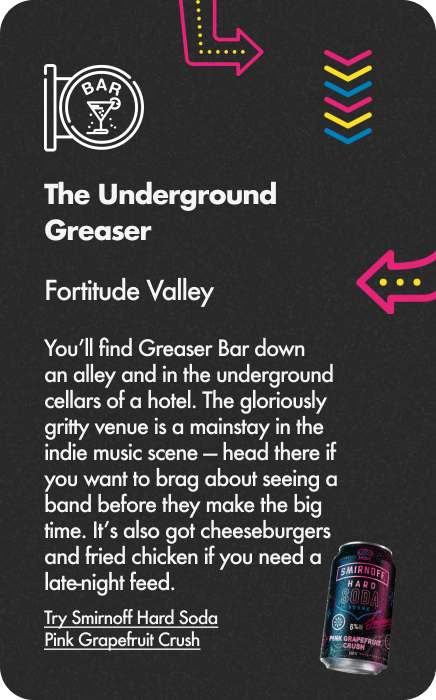 BAR
The Underground
Greaser
Fortitude Valley
You’ll find Greaser Bar down
an alley and in the underground
cellars of a hotel. The gloriously
gritty venue is a mainstay in the
indie music scene — head there if
you want to brag about seeing a
band before they make the big
time. It’s also got cheeseburgers
and fried chicken if you need a
late-night feed.
Try Smirnoff Hard Soda
Pink Grapefruit Crush
SMIRNOFF
HARD
SODA
VODKA
PINK GRAPEFRUIT
CRUSH